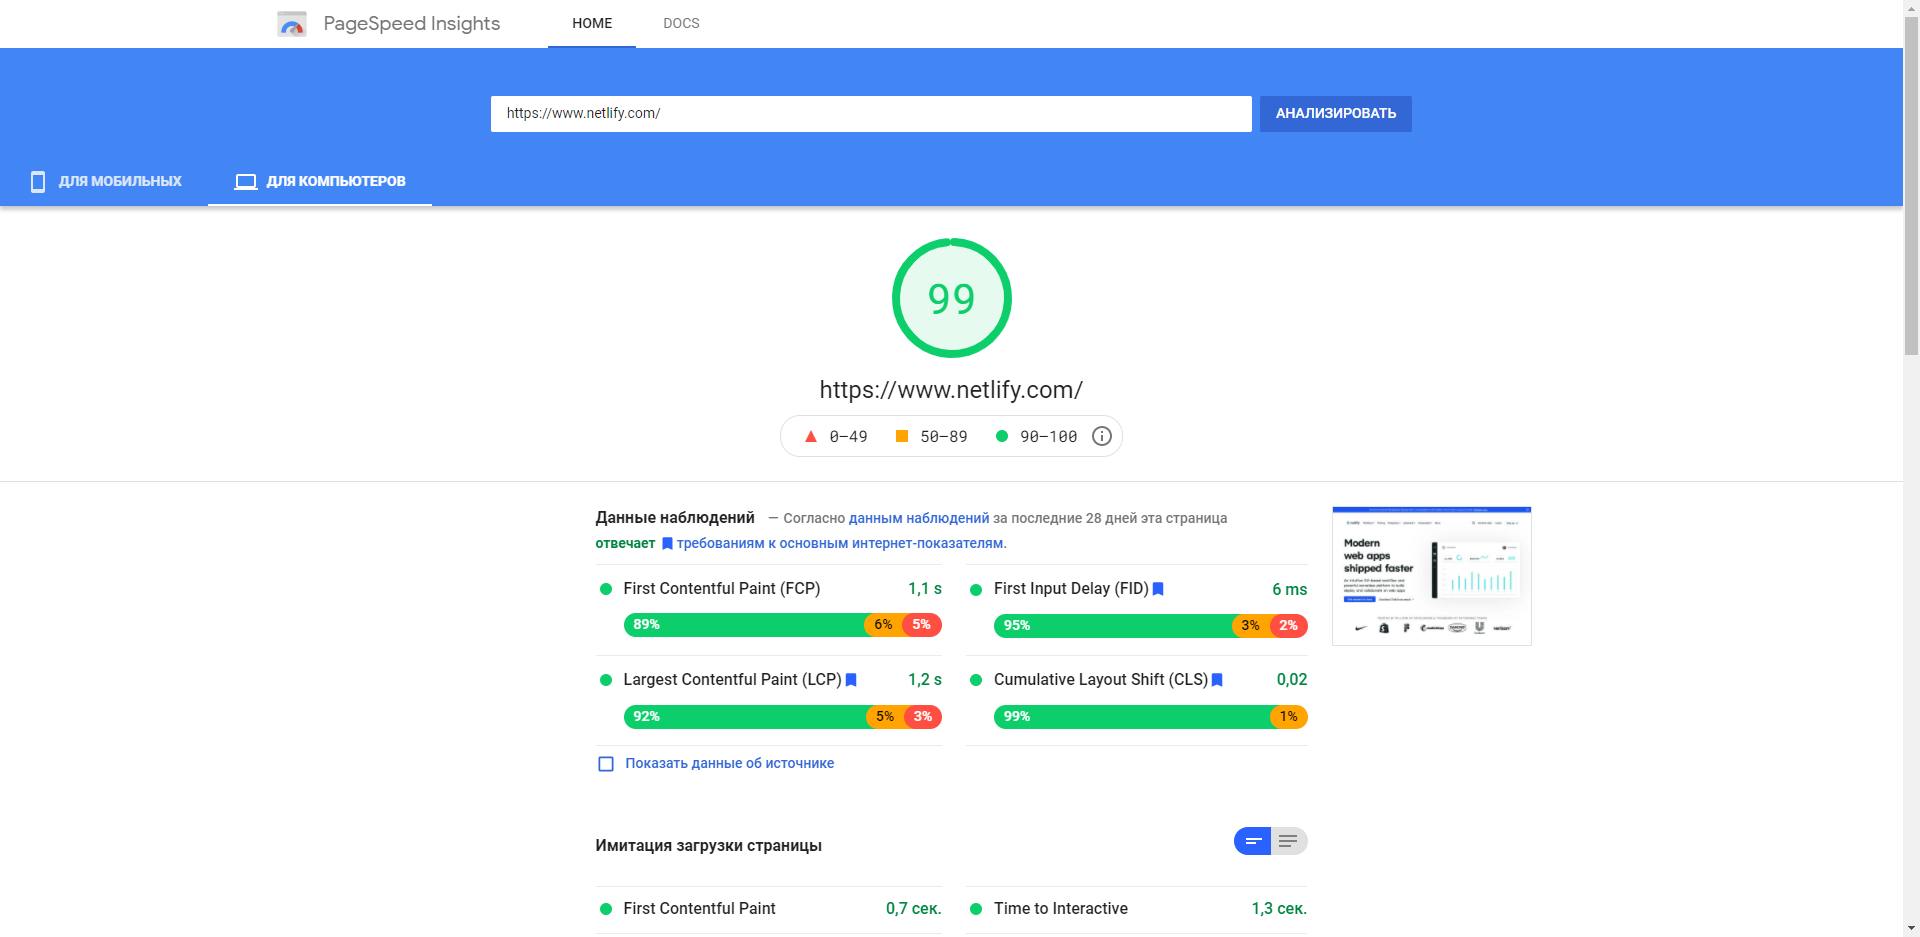 PageSpeed Insights HOME DOCS
https://www.netlify.com/ АНАЛИЗИРОВАТЬ
ДЛЯ МОБИЛЬНЫХ ДЛЯ КОМПЬЮТЕРОВ
99
https://www.netlify.com/
0–49 50–89 90–100
Данные наблюдений — Согласно данным наблюдений за последние 28 дней эта страница
отвечает требованиям к основным интернет-показателям.
First Contentful Paint (FCP) 1,1 s
89% 6% 5%
First Input Delay (FID) 6 ms
95% 3% 2%
Largest Contentful Paint (LCP) 1,2 s
92% 5% 3%
Cumulative Layout Shift (CLS) 0,02
99% 1%
Показать данные об источнике
Modern
web apps
shipped faster
Имитация загрузки страницы
First Contentful Paint 0,7 сек.
Time to Interactive 1,3 сек.